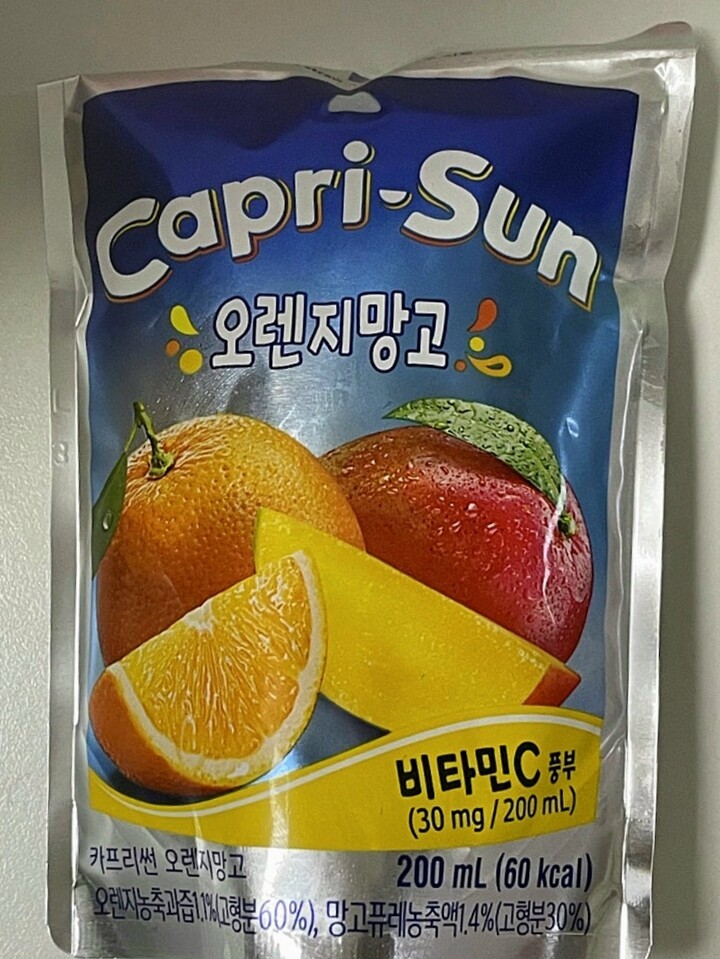 Capri-Sun
오렌지망고
비타민C 풍부
(30 mg / 200 mL)
카프리썬 오렌지망고
200 mL (60 kcal)
오렌지농축과즙1.1%(고형분60%), 망고퓨레농축액1.4%(고형분30%)